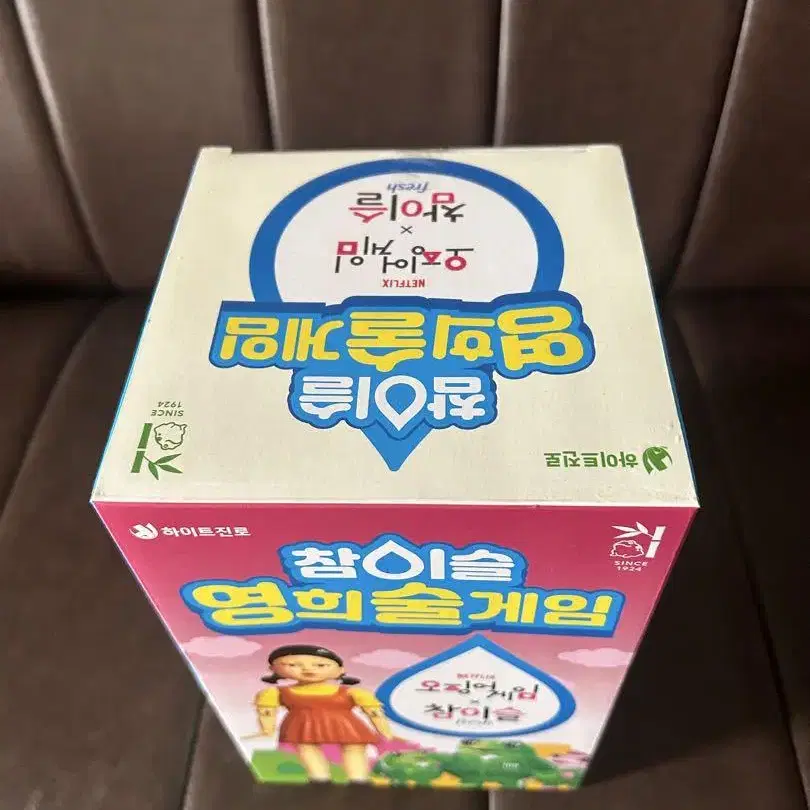 하이트진로
참이슬
SINCE
1924
영희술게임
NETFLIX
오징어 게임
×
참이슬
fresh
하이트진로
참이슬
SINCE
1924
영희술게임
오징어 게임
×
참이슬
fresh